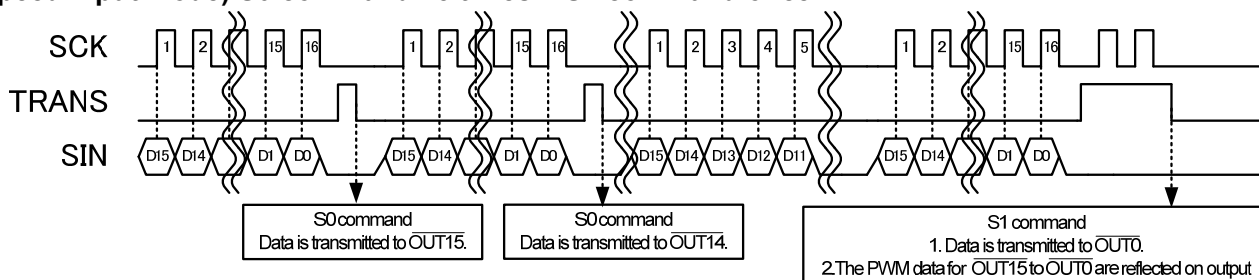 SCK 1 2 15 16 1 2 15 16 1 2 3 4 5 1 2 15 16
TRANS
SIN D15 D14 D1 D0 D15 D14 D1 D0 D15 D14 D13 D12 D11 D15 D14 D1 D0
S0 command
Data is transmitted to OUT15.
S0 command
Data is transmitted to OUT14.
S1 command
1. Data is transmitted to OUT0.
2.The PWM data for OUT15 to OUT0 are reflected on output